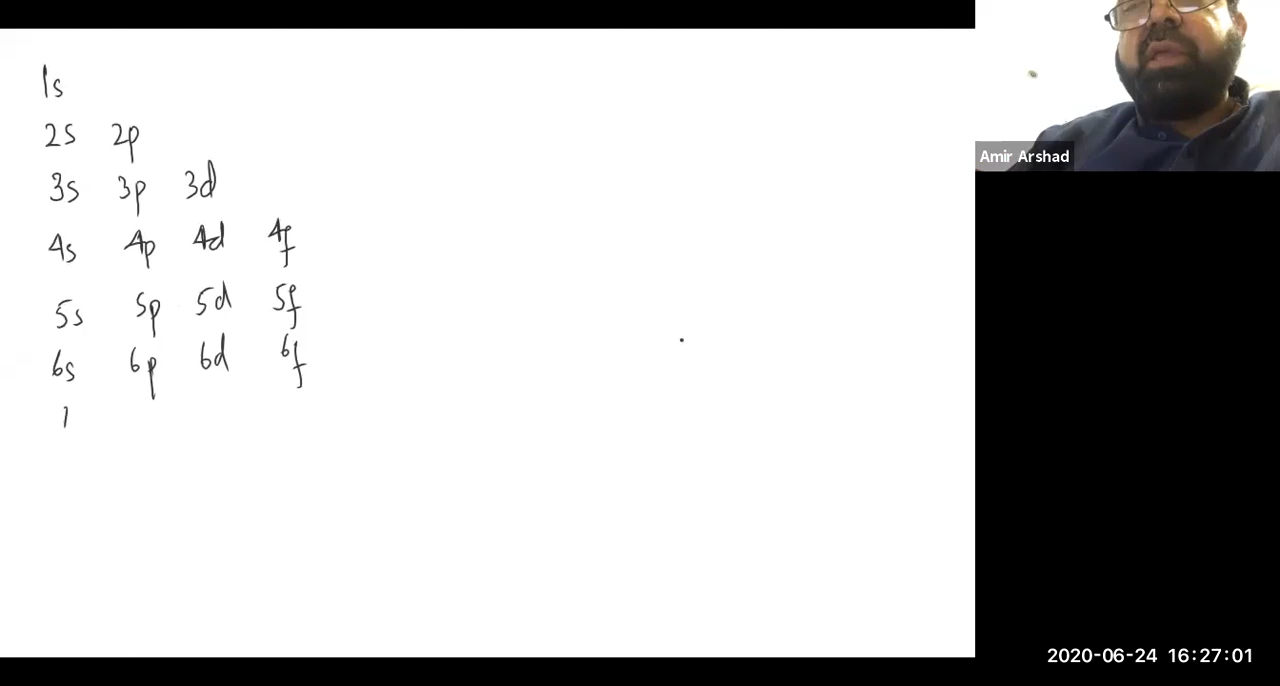 1s
2s 2p
3s 3p 3d
4s 4p 4d 4f
5s 5p 5d 5f
6s 6p 6d 6f
Amir Arshad
2020-06-24 16:27:01